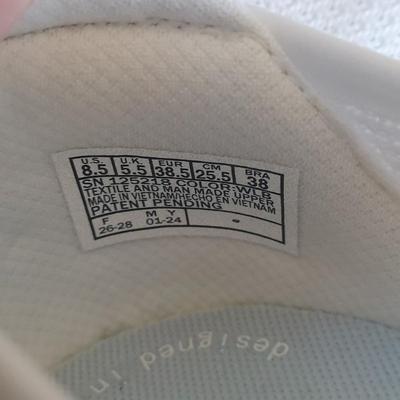 U.S. U.K. EUR CM BRA
8.5 5.5 38.5 25.5 38
SN 125218 COLOR:WLB
TEXTILE AND MAN MADE UPPER
MADE IN VIETNAM/HECHO EN VIETNAM
PATENT PENDING
F M Y
26-28 01-24 -
designed in